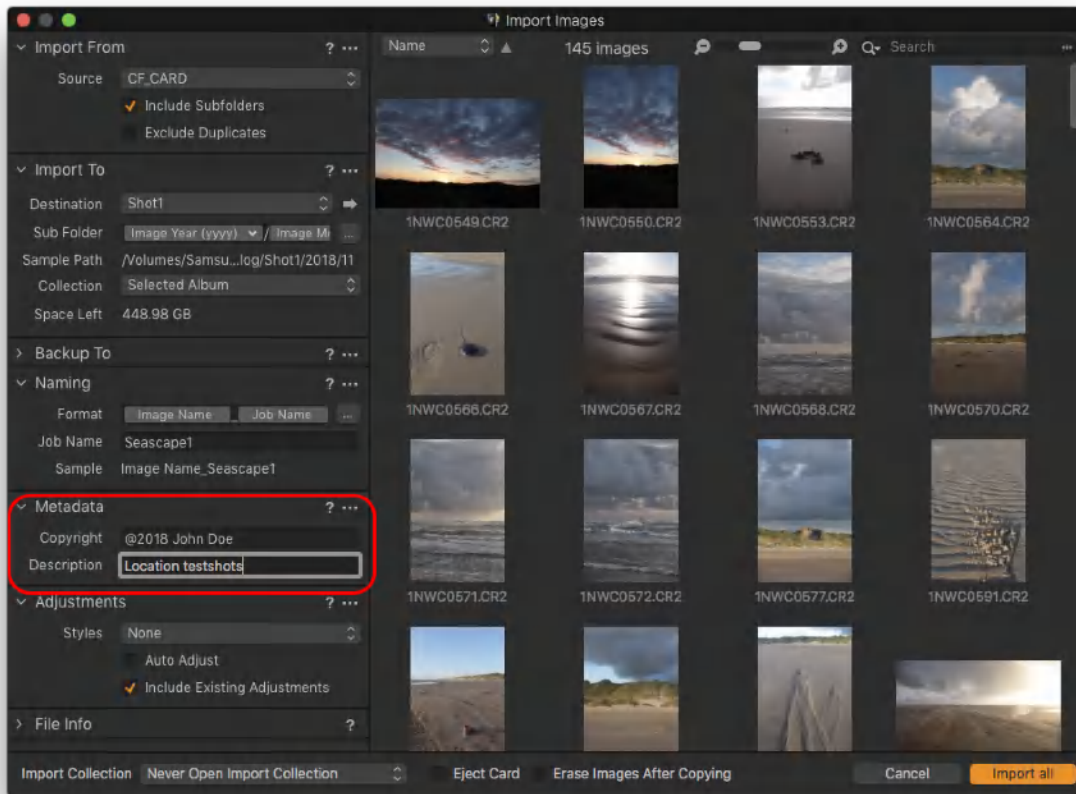 Import Images
Import From ? ...
Source CF_CARD
Include Subfolders
Exclude Duplicates
Import To ? ...
Destination Shot1
Sub Folder Image Year (yyyy) / Image M ...
Sample Path /Volumes/Samsu...log/Shot1/2018/11
Collection Selected Album
Space Left 448.98 GB
Backup To ? ...
Naming ? ...
Format Image Name _ Job Name ...
Job Name Seascape1
Sample Image Name_Seascape1
Metadata ? ...
Copyright @2018 John Doe
Description Location testshots
Adjustments ? ...
Styles None
Auto Adjust
Include Existing Adjustments
File Info ?
Name 145 images Search ...
1NWC0549.CR2 1NWC0550.CR2 1NWC0553.CR2 1NWC0564.CR2
1NWC0566.CR2 1NWC0567.CR2 1NWC0568.CR2 1NWC0570.CR2
1NWC0571.CR2 1NWC0572.CR2 1NWC0577.CR2 1NWC0591.CR2
Import Collection Never Open Import Collection Eject Card Erase Images After Copying Cancel Import all